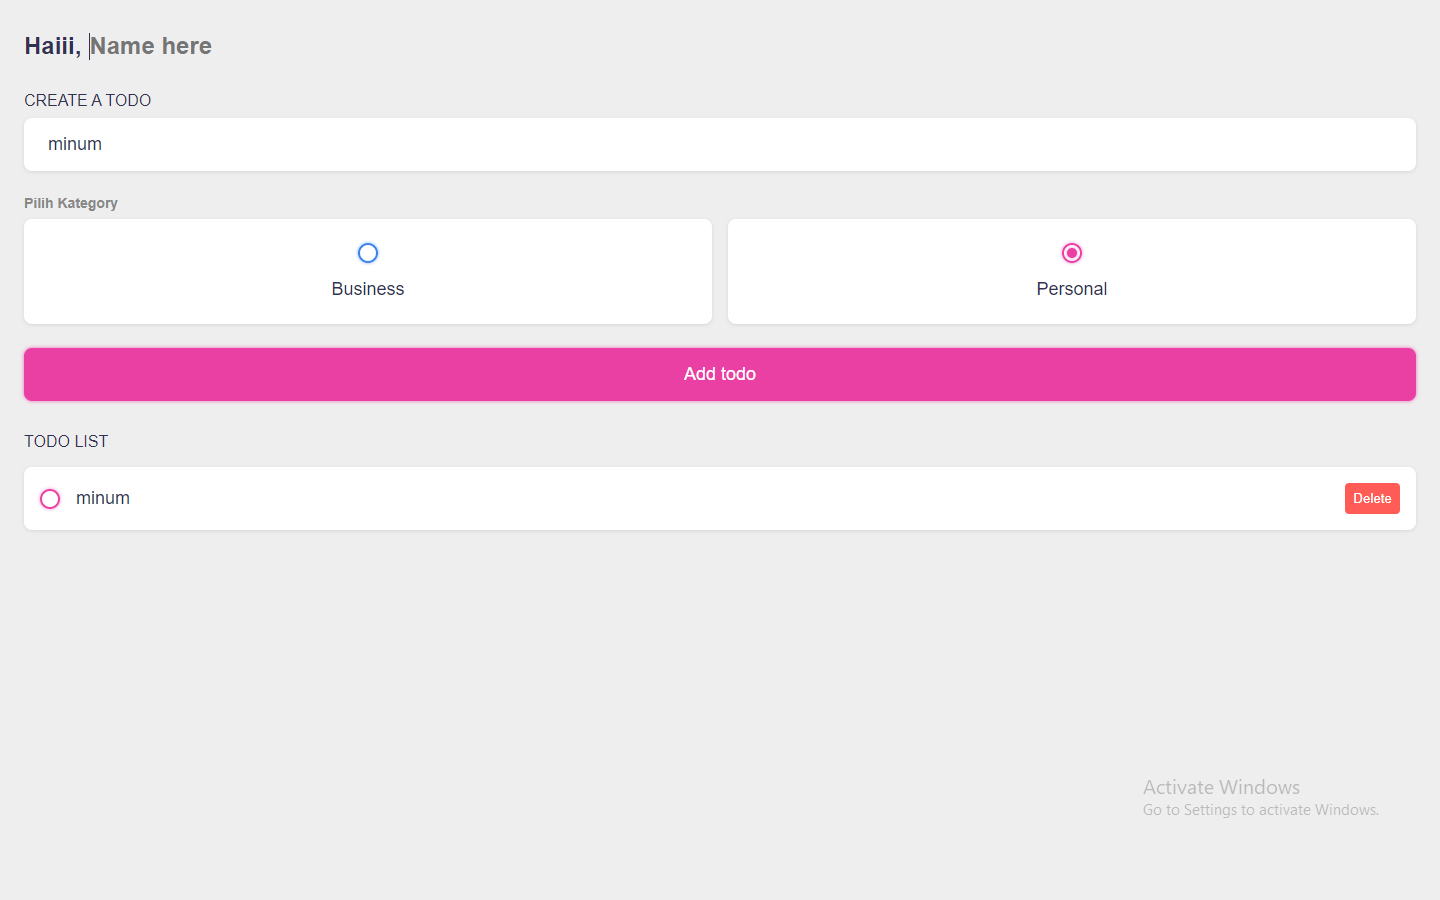 Haiii, Name here
CREATE A TODO
minum
Pilih Kategory
Business
Personal
Add todo
TODO LIST
minum
Delete
Activate Windows
Go to Settings to activate Windows.